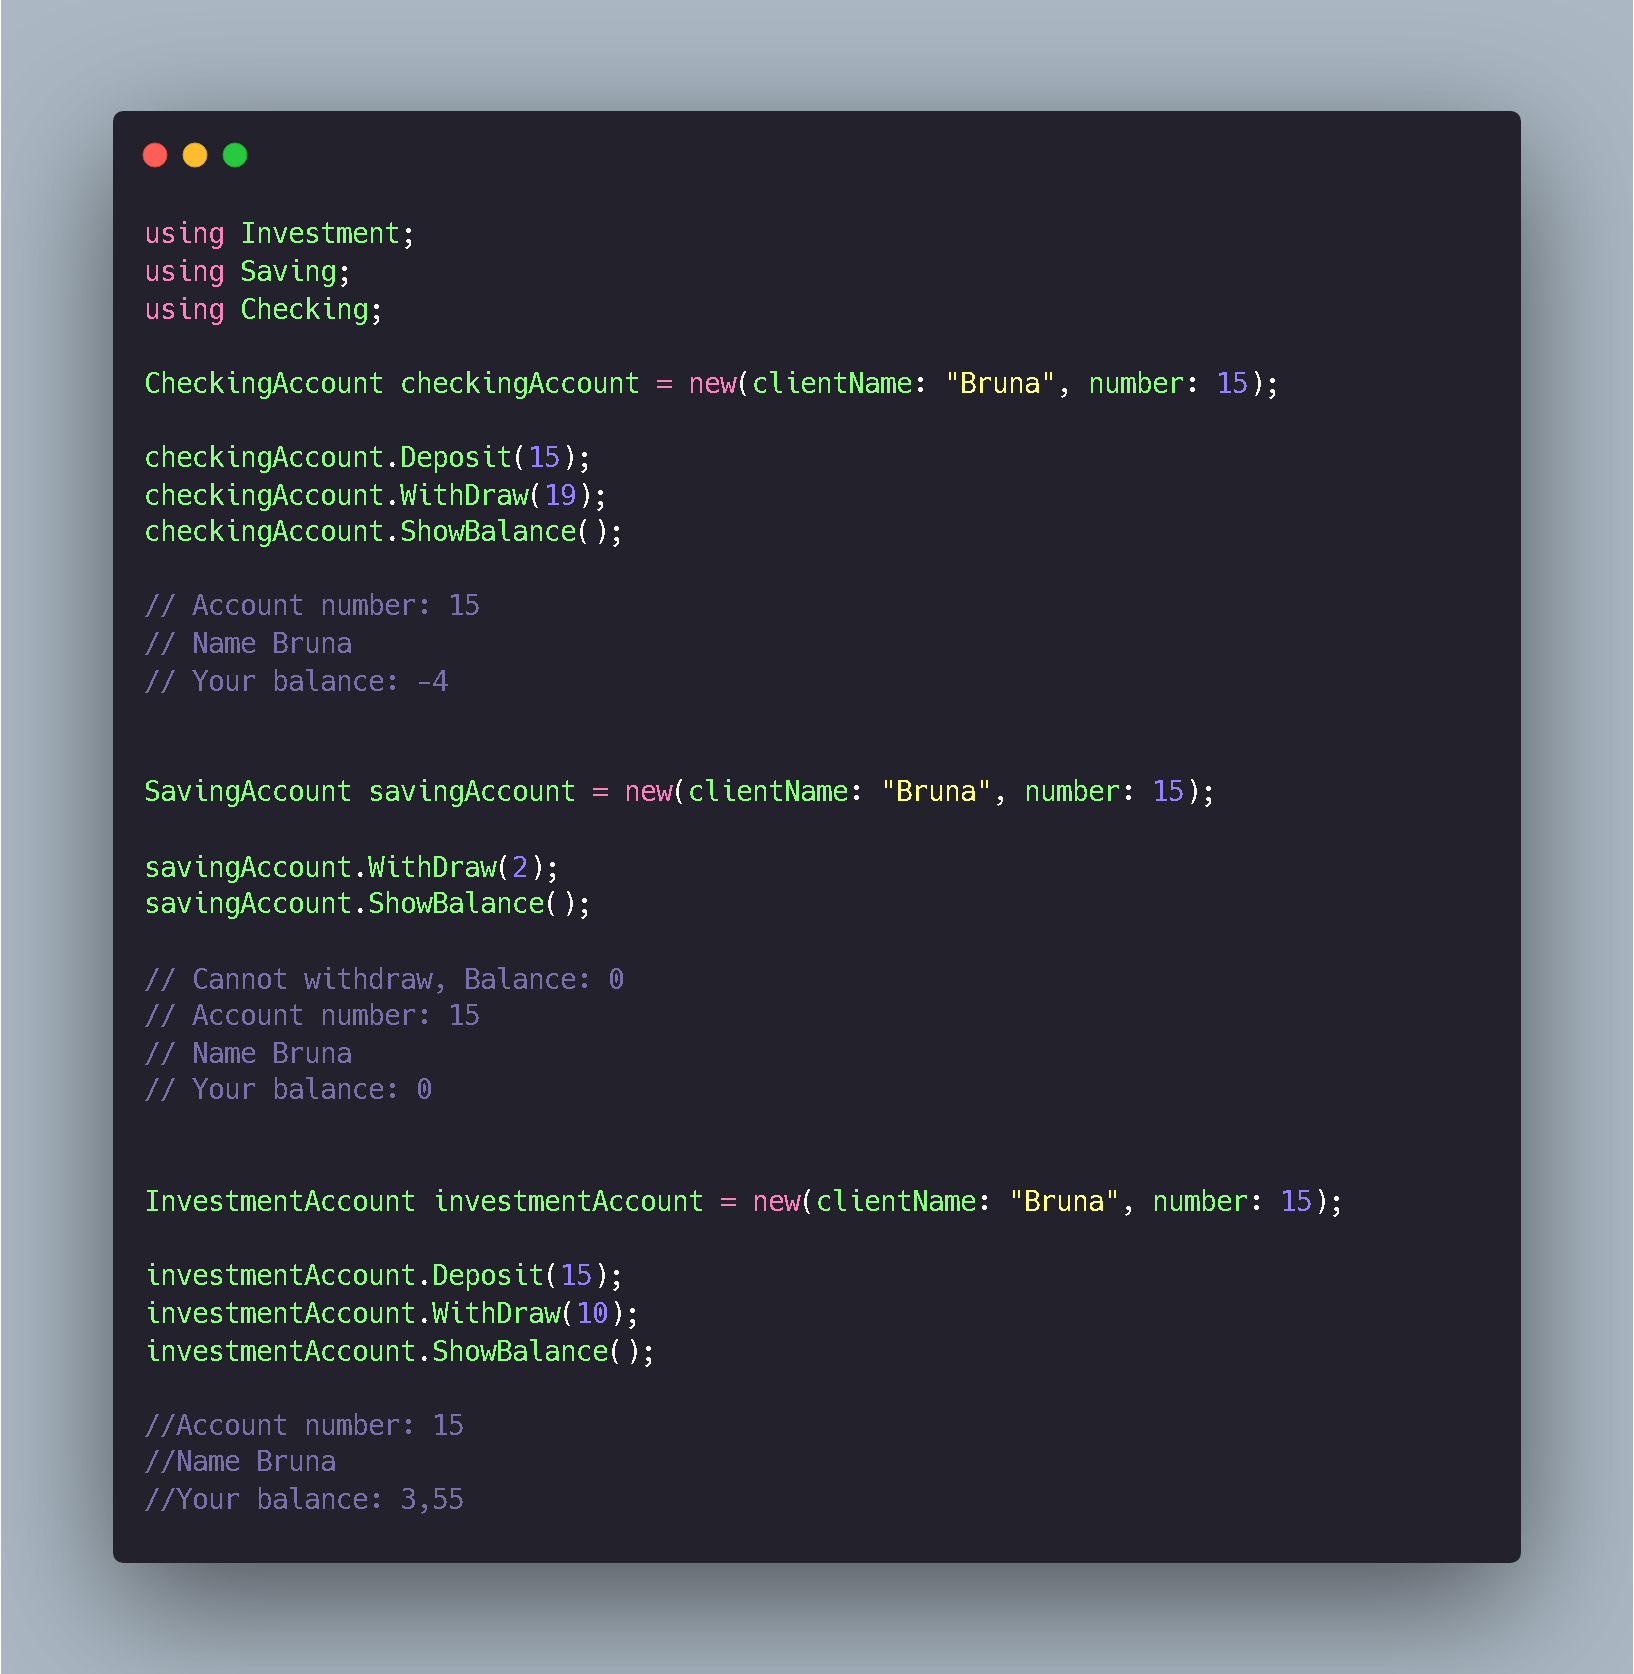 using Investment;
using Saving;
using Checking;
CheckingAccount checkingAccount = new(clientName: "Bruna", number: 15);
checkingAccount.Deposit(15);
checkingAccount.WithDraw(19);
checkingAccount.ShowBalance();
// Account number: 15
// Name Bruna
// Your balance: -4
SavingAccount savingAccount = new(clientName: "Bruna", number: 15);
savingAccount.WithDraw(2);
savingAccount.ShowBalance();
// Cannot withdraw, Balance: 0
// Account number: 15
// Name Bruna
// Your balance: 0
InvestmentAccount investmentAccount = new(clientName: "Bruna", number: 15);
investmentAccount.Deposit(15);
investmentAccount.WithDraw(10);
investmentAccount.ShowBalance();
//Account number: 15
//Name Bruna
//Your balance: 3,55